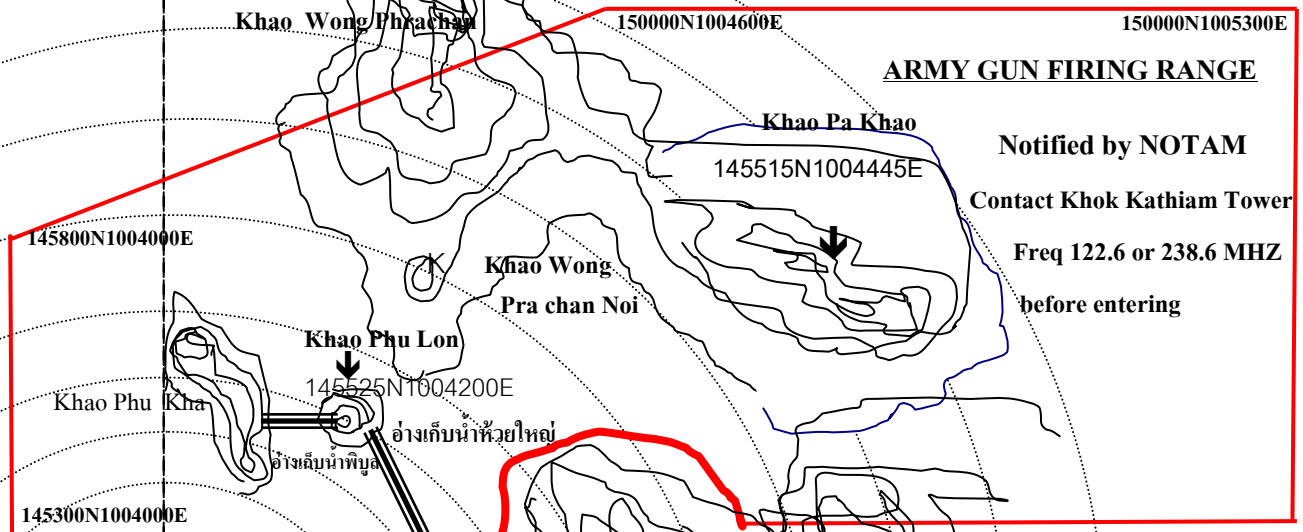 Khao Wong Phrachan
150000N1004600E
150000N1005300E
ARMY GUN FIRING RANGE
Khao Pa Khao
Notified by NOTAM
145515N1004445E
Contact Khok Kathiam Tower
145800N1004000E
Freq 122.6 or 238.6 MHZ
K
Khao Wong
Pra chan Noi
before entering
Khao Phu Lon
145525N1004200E
Khao Phu Kha
อ่างเก็บน้ำห้วยใหญ่
อ่างเก็บน้ำพิบูล
145300N1004000E